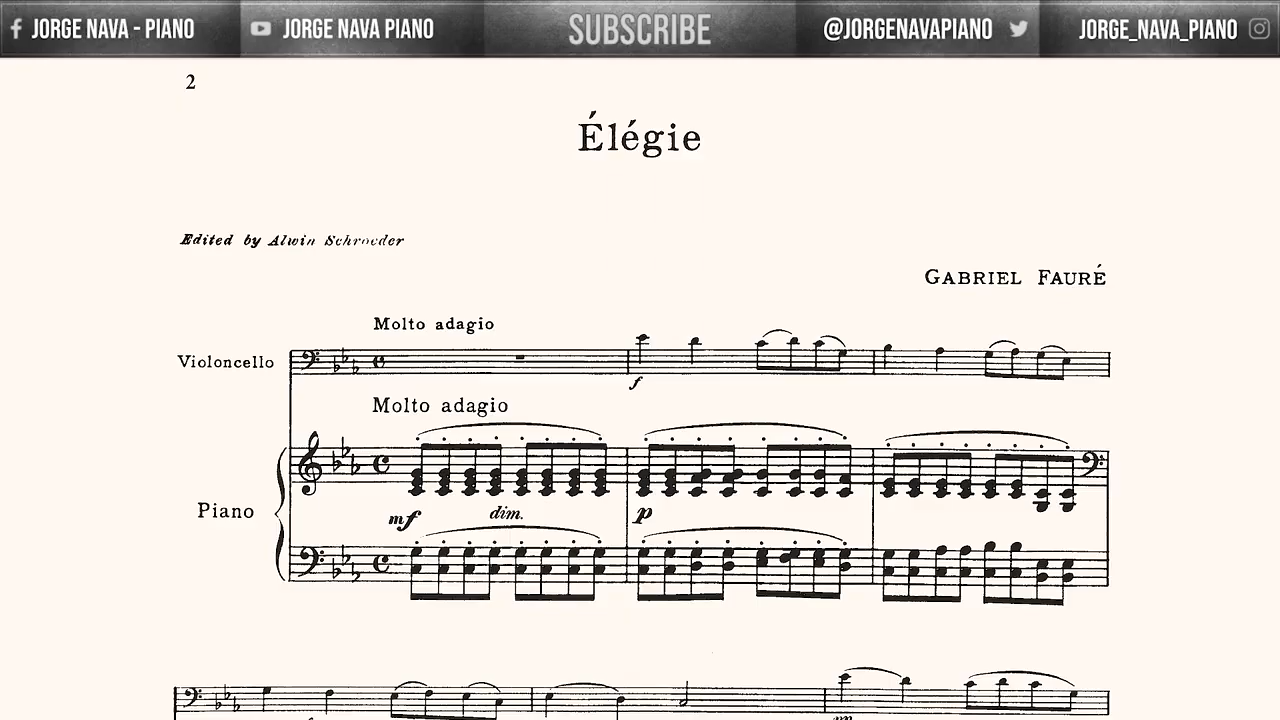 JORGE NAVA - PIANO
JORGE NAVA PIANO
SUBSCRIBE
@JORGENAVAPIANO
JORGE_NAVA_PIANO
2
Élégie
Edited by Alwin Schroeder
GABRIEL FAURÉ
Molto adagio
Violoncello
f
Molto adagio
Piano
mf
dim.
p